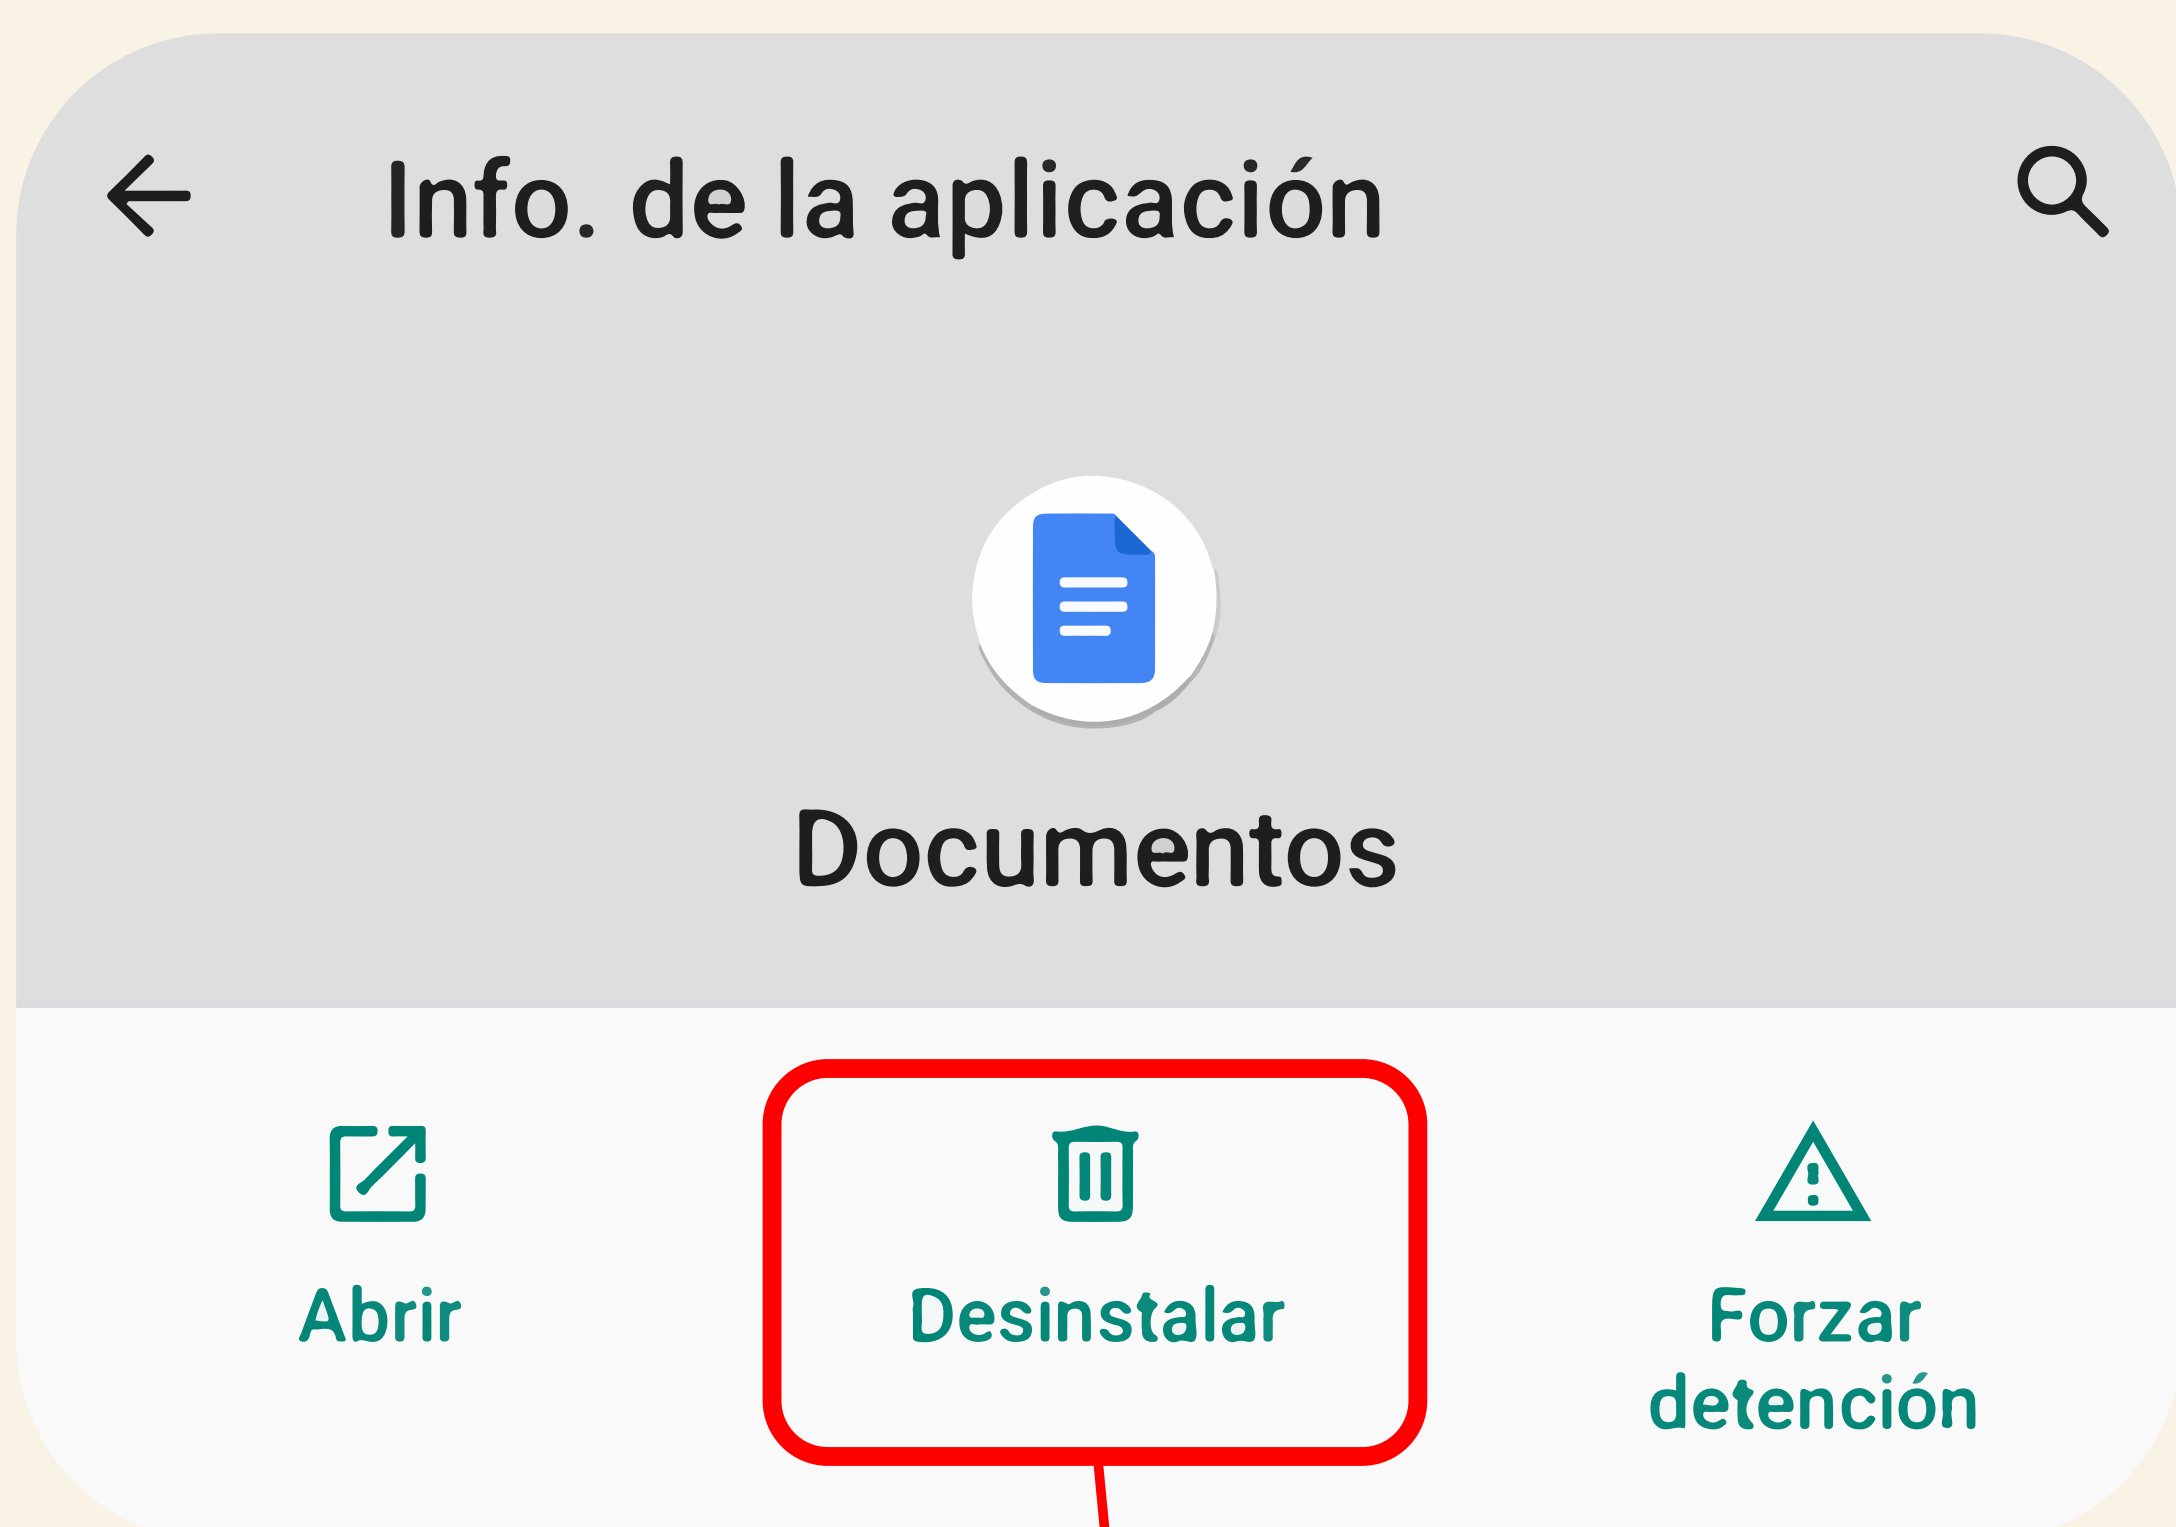 Info. de la aplicación
Documentos
Abrir
Desinstalar
Forzar
detención